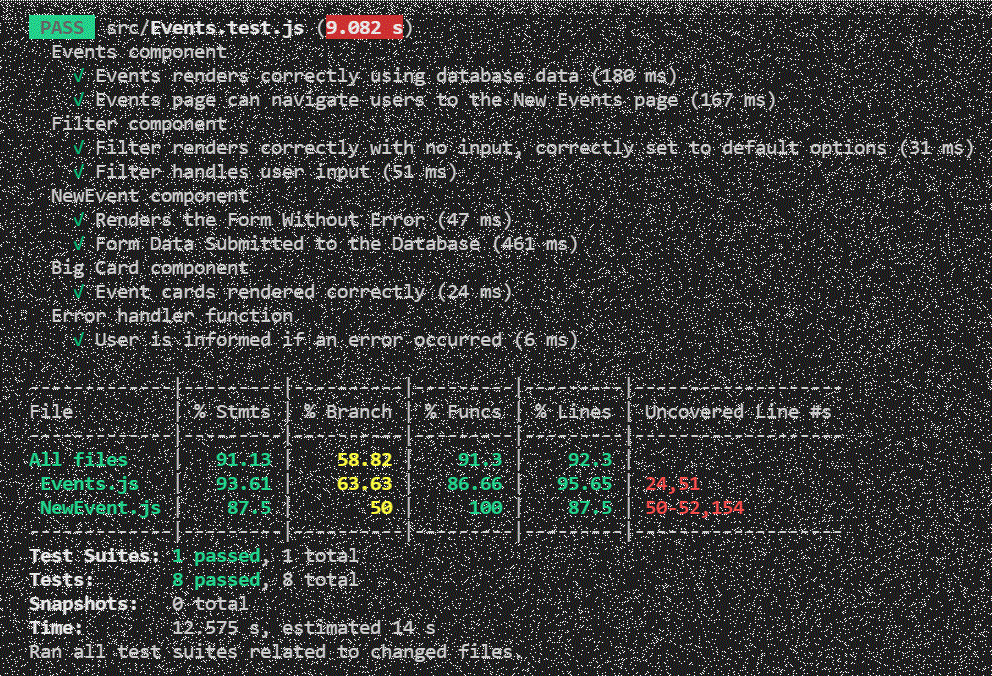 PASS src/Events.test.js (9.082 s)
Events component
√ Events renders correctly using database data (180 ms)
√ Events page can navigate users to the New Events page (167 ms)
Filter component
√ Filter renders correctly with no input, correctly set to default options (31 ms)
√ Filter handles user input (51 ms)
NewEvent component
√ Renders the Form Without Error (47 ms)
√ Form Data Submitted to the Database (461 ms)
Big Card component
√ Event cards rendered correctly (24 ms)
Error handler function
√ User is informed if an error occurred (6 ms)
-------------|---------|----------|---------|---------|-------------------
File | % Stmts | % Branch | % Funcs | % Lines | Uncovered Line #s
-------------|---------|----------|---------|---------|-------------------
All files | 91.13 | 58.82 | 91.3 | 92.3 |
Events.js | 93.61 | 63.63 | 86.66 | 95.65 | 24,51
NewEvent.js | 87.5 | 50 | 100 | 87.5 | 50-52,154
-------------|---------|----------|---------|---------|-------------------
Test Suites: 1 passed, 1 total
Tests: 8 passed, 8 total
Snapshots: 0 total
Time: 12.575 s, estimated 14 s
Ran all test suites related to changed files.